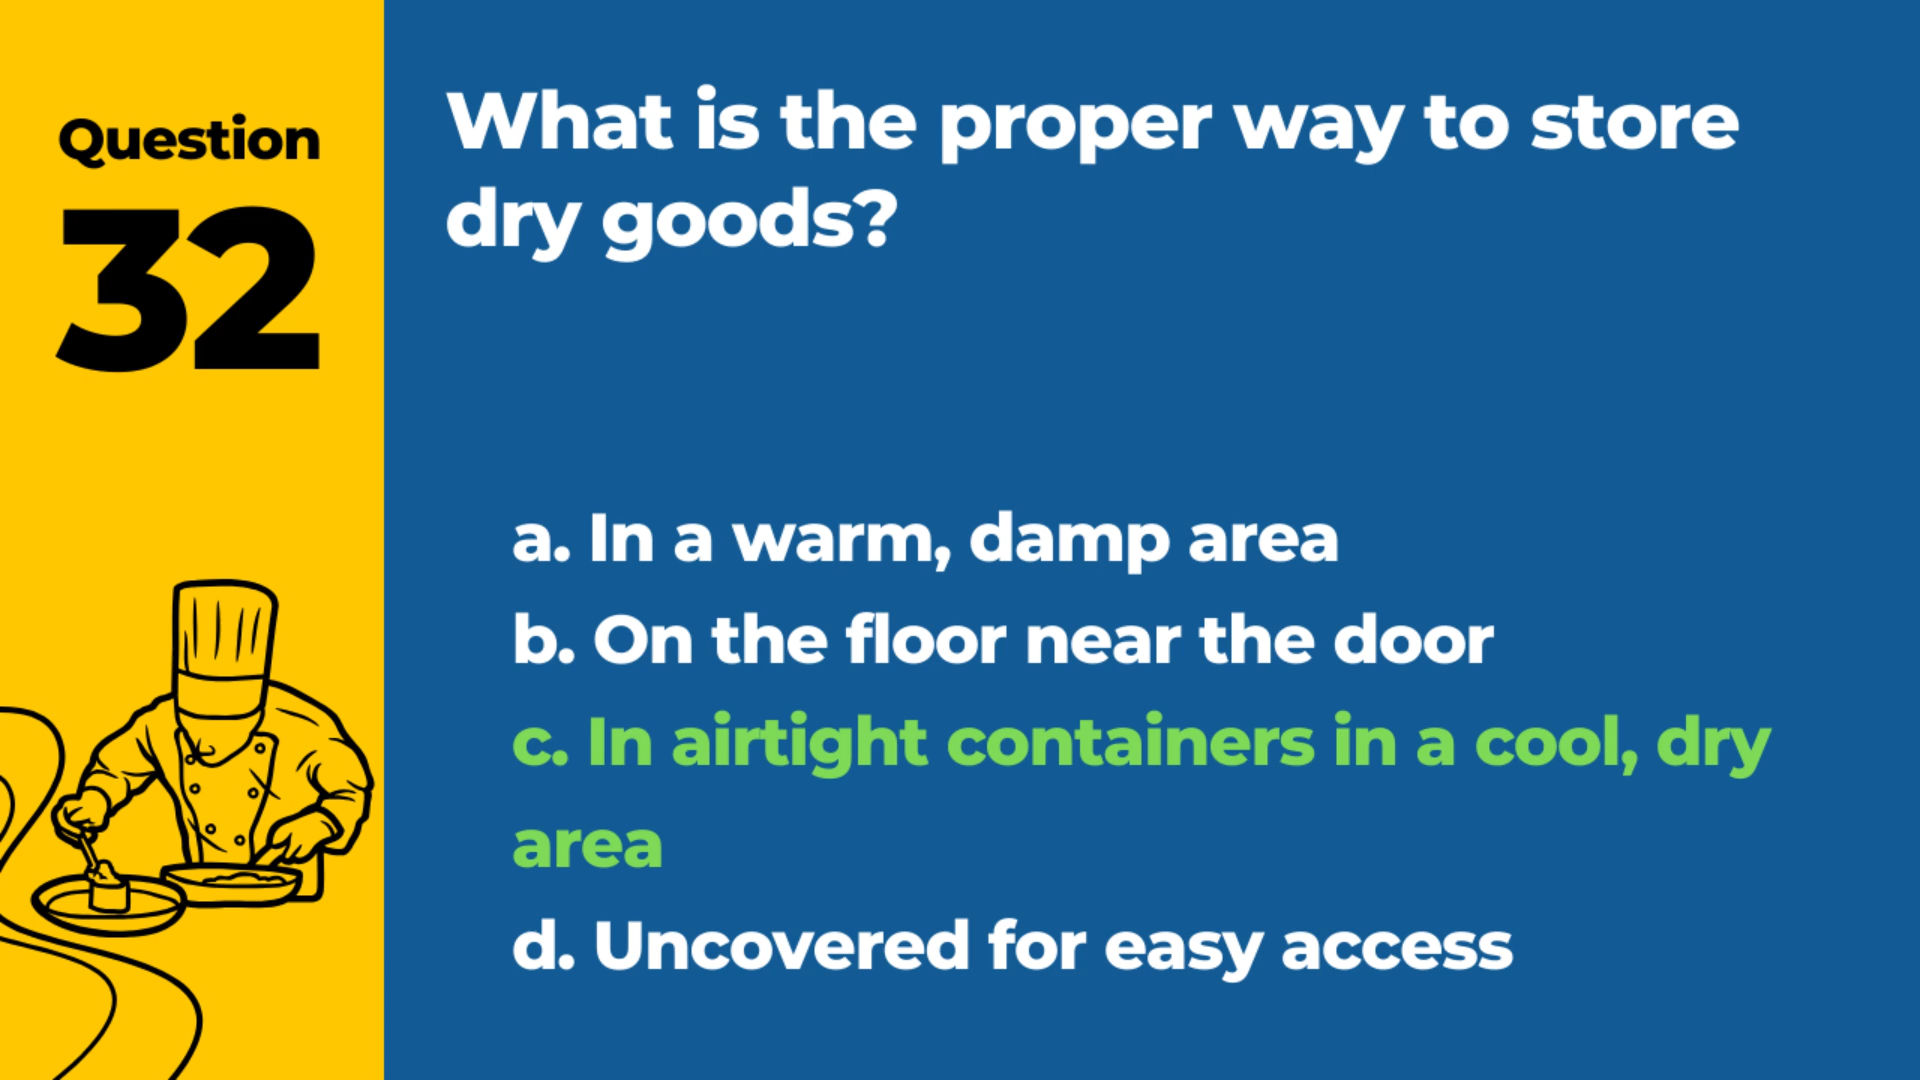 Question
32
What is the proper way to store
dry goods?
a. In a warm, damp area
b. On the floor near the door
c. In airtight containers in a cool, dry
area
d. Uncovered for easy access